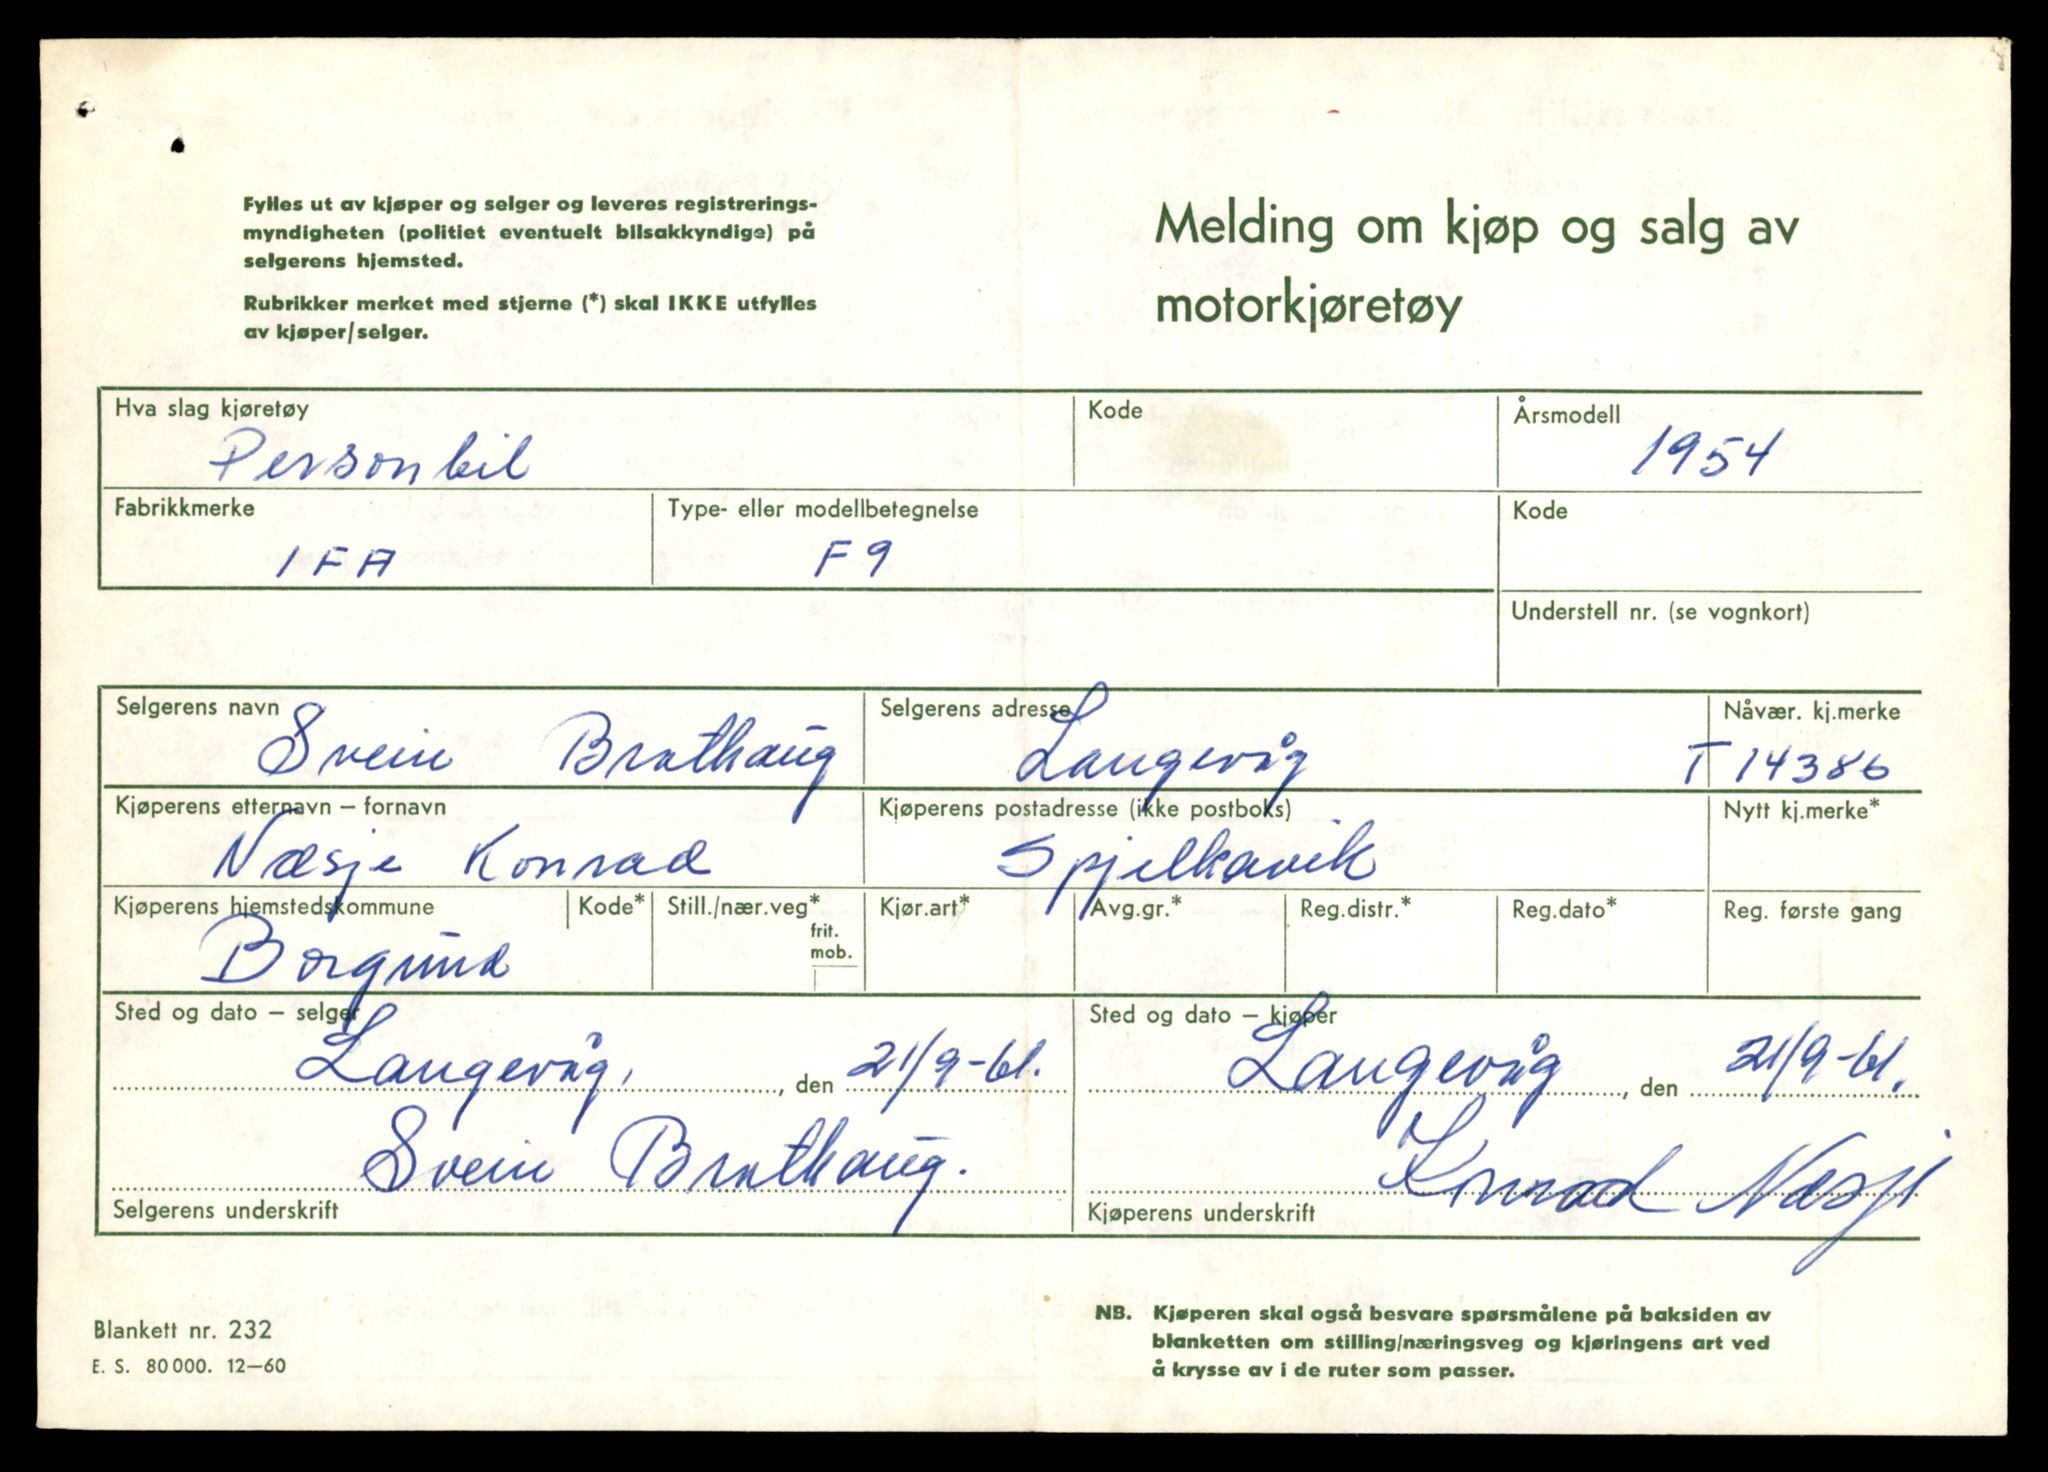 Fylles ut av kjøper og selger og leveres registrerings-
myndigheten (politiet eventuelt bilsakkyndige) på
selgerens hjemsted.
Rubrikker merket med stjerne (*) skal IKKE utfylles
av kjøper/selger.
Melding om kjøp og salg av
motorkjøretøy
Hva slag kjøretøy
Personbil
Kode
Årsmodell
1954
Fabrikkmerke
IFA
Type- eller modellbetegnelse
F9
Kode
Understell nr. (se vognkort)
Selgerens navn
Svein Brathaug
Selgerens adresse
Langevåg
Nåvær. kj.merke
T 14386
Kjøperens etternavn – fornavn
Næsje Konrad
Kjøperens postadresse (ikke postboks)
Spjelkavik
Nytt kj.merke*
Kjøperens hjemstedskommune
Borgund
Kode*
Still./nær.veg*
frit.
mob.
Kjør.art*
Avg.gr.*
Reg.distr.*
Reg.dato*
Reg. første gang
Sted og dato – selger
Langevåg, , den 21/9-61.
Svein Brathaug.
Selgerens underskrift
Sted og dato – kjøper
Langevåg , den 21/9-61.
Konrad Næsje
Kjøperens underskrift
Blankett nr. 232
E. S. 80 000. 12–60
NB. Kjøperen skal også besvare spørsmålene på baksiden av
blanketten om stilling/næringsveg og kjøringens art ved
å krysse av i de ruter som passer.